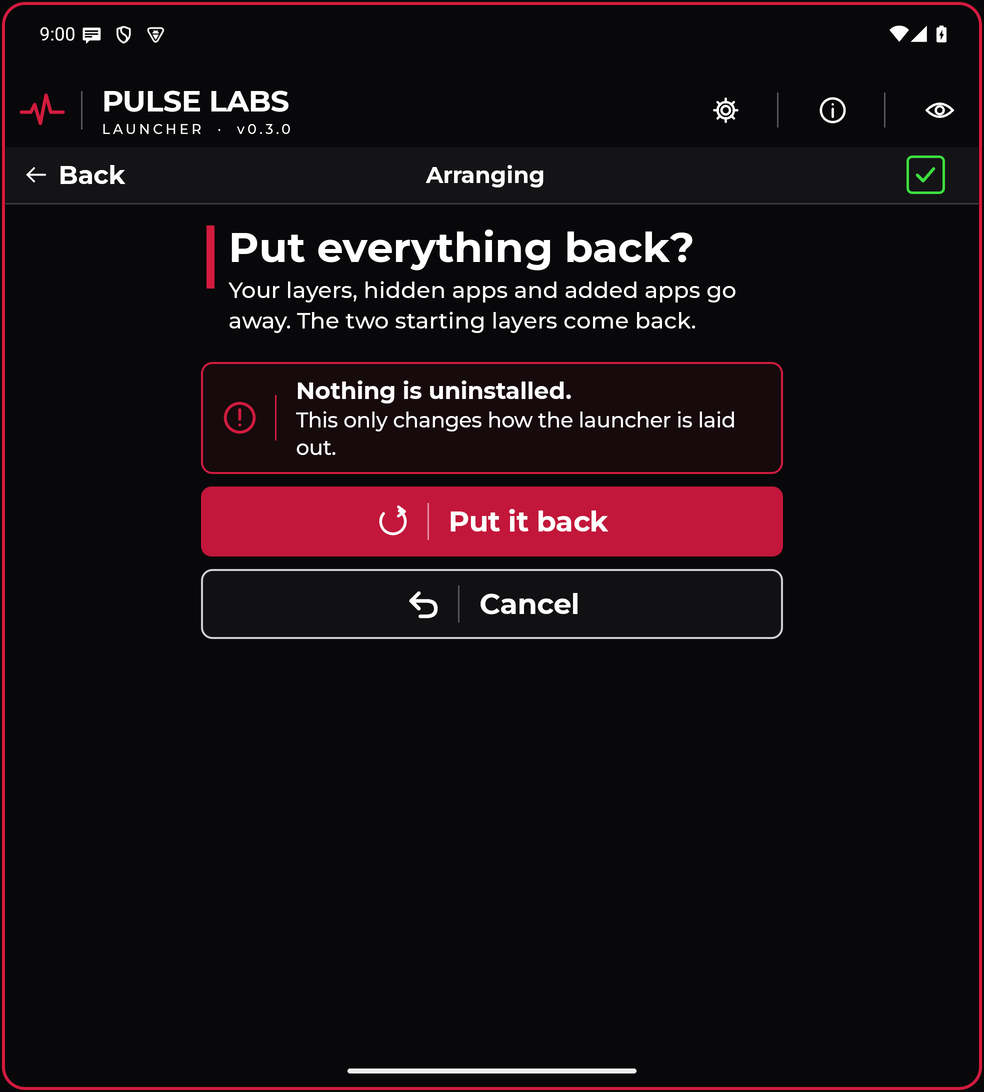 9:00
PULSE LABS
LAUNCHER · v0.3.0
Back
Arranging
Put everything back?
Your layers, hidden apps and added apps go
away. The two starting layers come back.
Nothing is uninstalled.
This only changes how the launcher is laid
out.
Put it back
Cancel